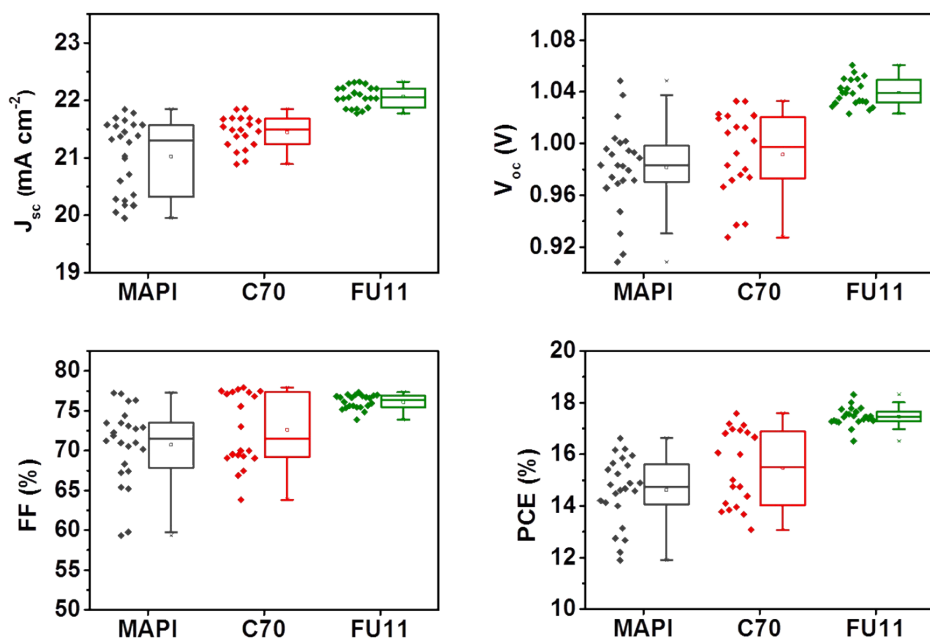 J_sc (mA cm⁻²)
23
22
21
20
19
MAPI C70 FU11
V_oc (V)
1.08
1.04
1.00
0.96
0.92
MAPI C70 FU11
FF (%)
80
75
70
65
60
55
50
MAPI C70 FU11
PCE (%)
20
18
16
14
12
10
MAPI C70 FU11